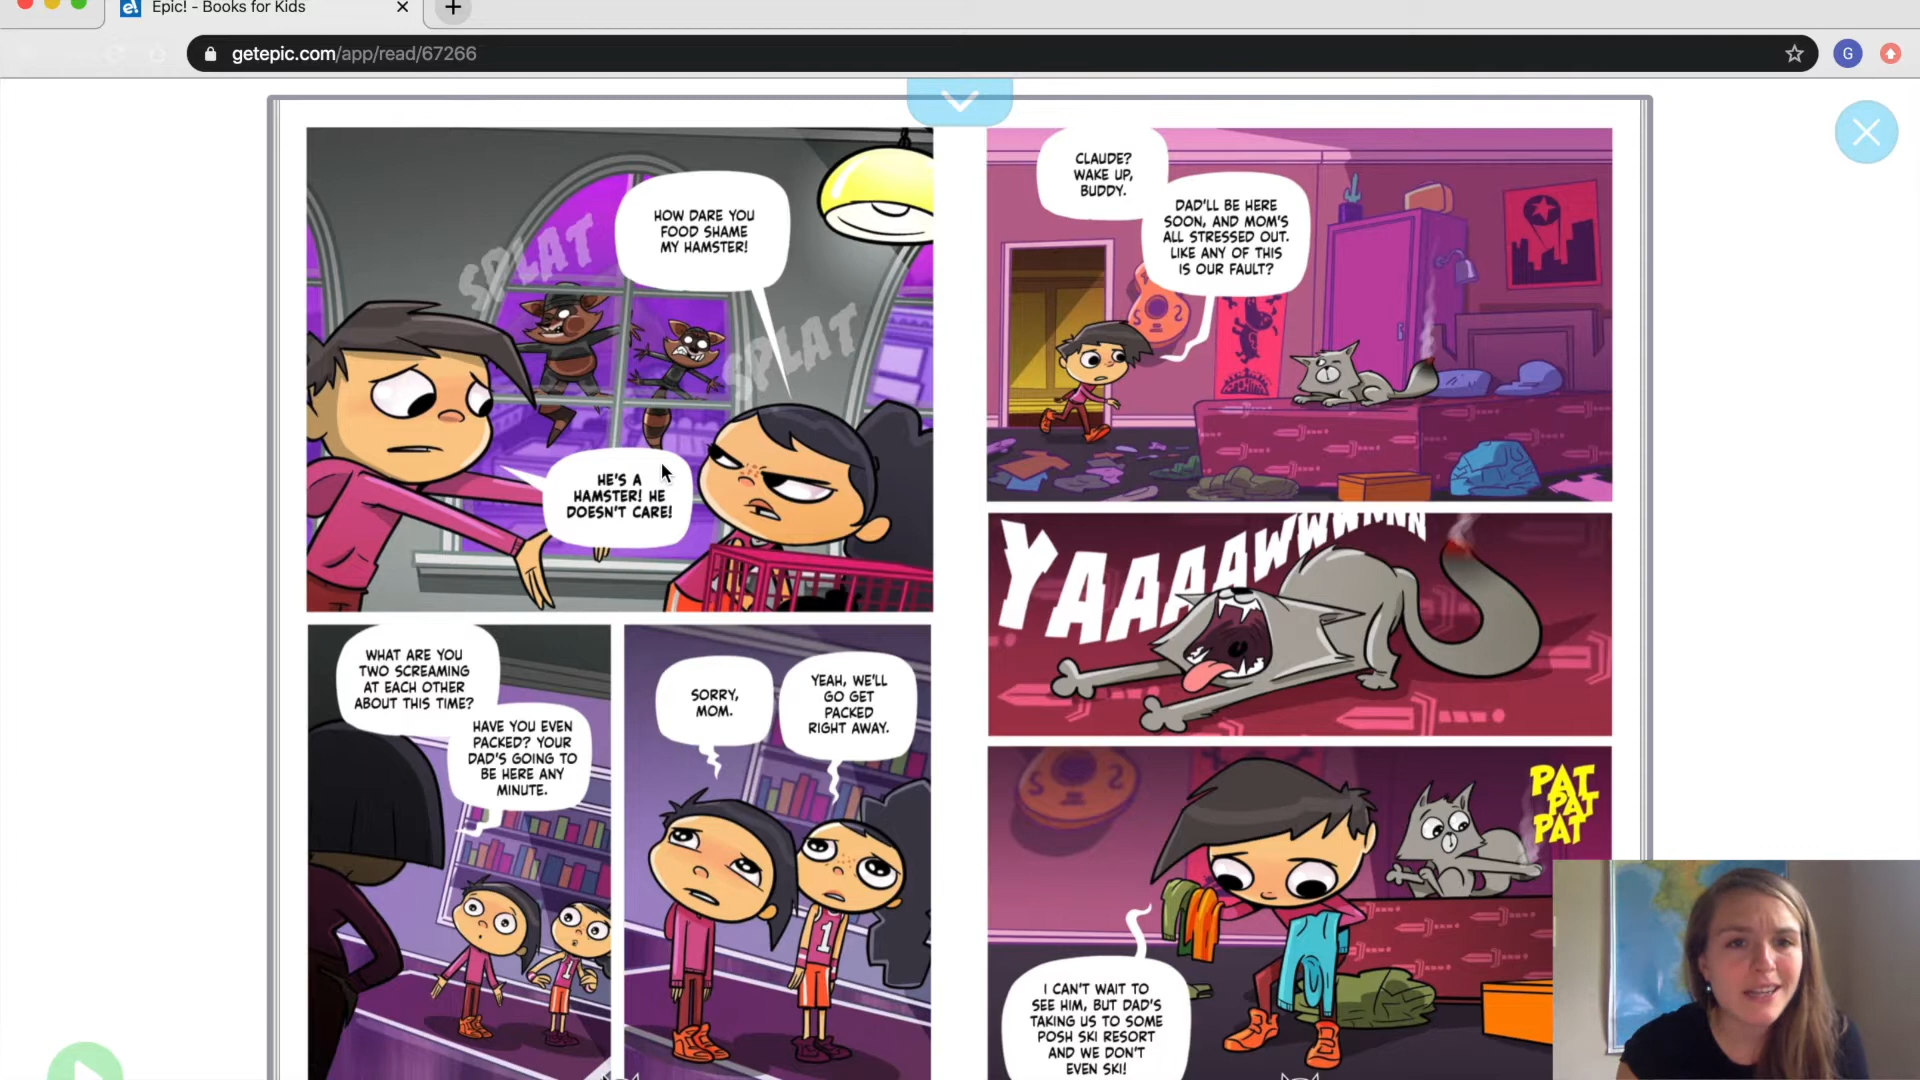 Epic! - Books for Kids
getepic.com/app/read/67266
G
HOW DARE YOU
FOOD SHAME
MY HAMSTER!
SPLAT
SPLAT
HE'S A
HAMSTER! HE
DOESN'T CARE!
WHAT ARE YOU
TWO SCREAMING
AT EACH OTHER
ABOUT THIS TIME?
HAVE YOU EVEN
PACKED? YOUR
DAD'S GOING TO
BE HERE ANY
MINUTE.
SORRY,
MOM.
YEAH, WE'LL
GO GET
PACKED
RIGHT AWAY.
1
1
CLAUDE?
WAKE UP,
BUDDY.
DAD'LL BE HERE
SOON, AND MOM'S
ALL STRESSED OUT.
LIKE ANY OF THIS
IS OUR FAULT?
YAAAAWWWNNNN
PAT
PAT
PAT
I CAN'T WAIT TO
SEE HIM, BUT DAD'S
TAKING US TO SOME
POSH SKI RESORT
AND WE DON'T
EVEN SKI!